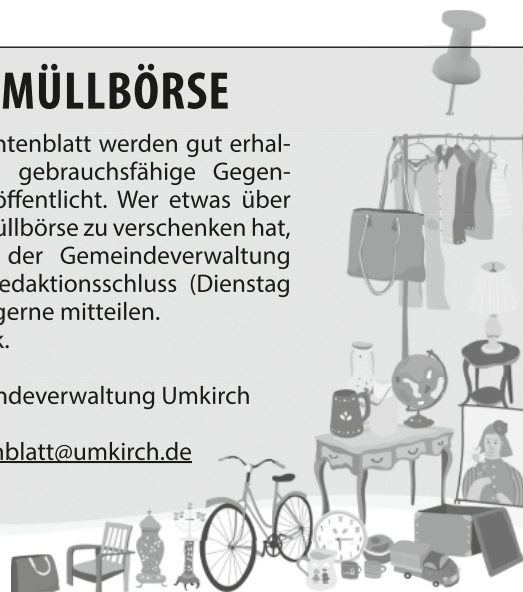 MÜLLBÖRSE
ntenblatt werden gut erhal-
gebrauchsfähige Gegen-
öffentlicht. Wer etwas über
üllbörse zu verschenken hat,
der Gemeindeverwaltung
edaktionsschluss (Dienstag
gerne mitteilen.
k.
ndeverwaltung Umkirch
nblatt@umkirch.de